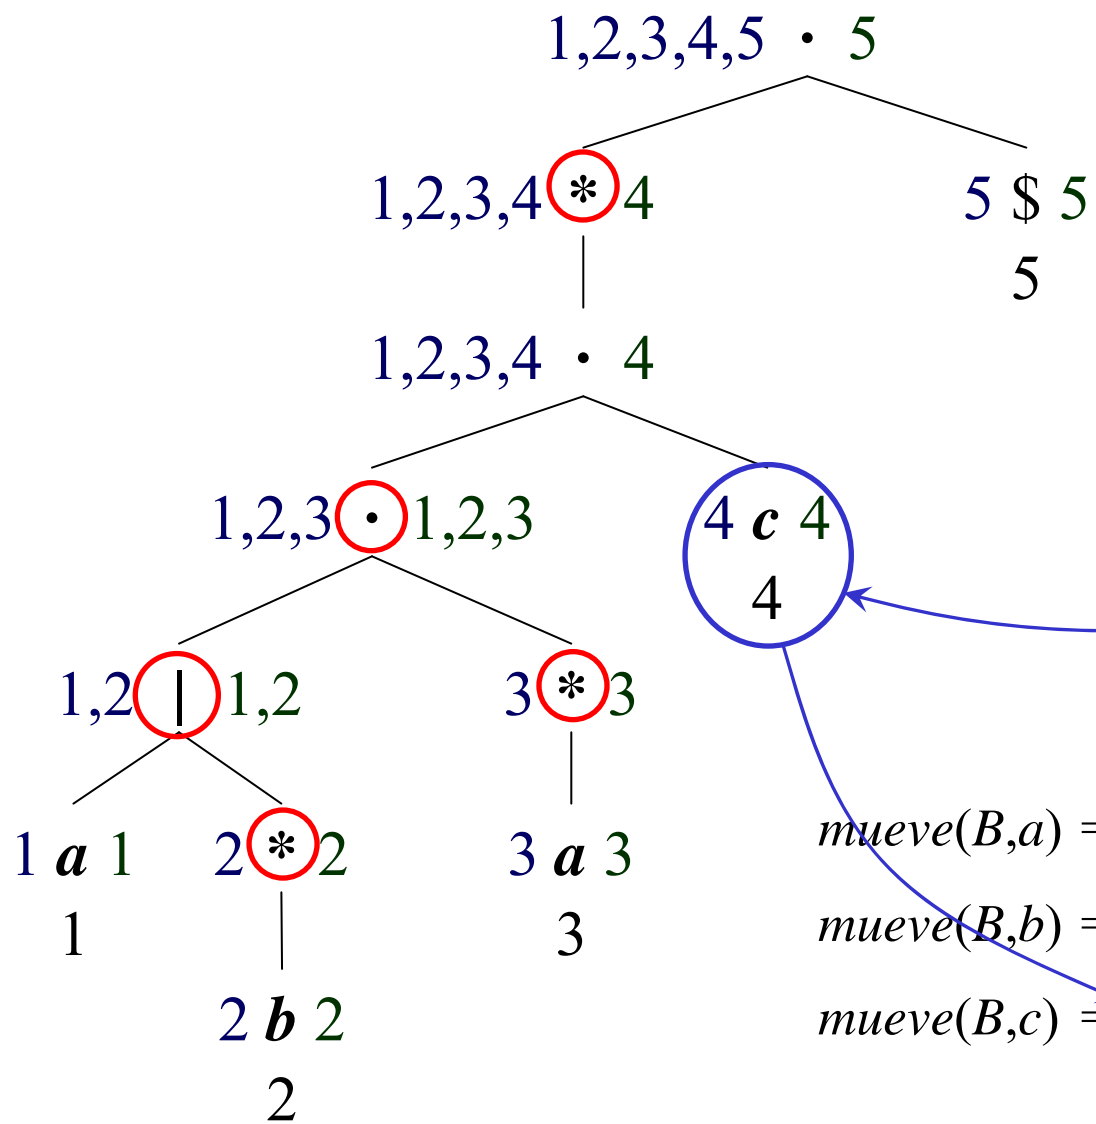 1,2,3,4,5 · 5
1,2,3,4 * 4 5 $ 5
5
1,2,3,4 · 4
1,2,3 · 1,2,3 4 c 4
4
1,2 | 1,2 3 * 3
1 a 1 2 * 2 3 a 3 mueve(B,a) =
1 3 mueve(B,b) =
2 b 2 mueve(B,c) =
2